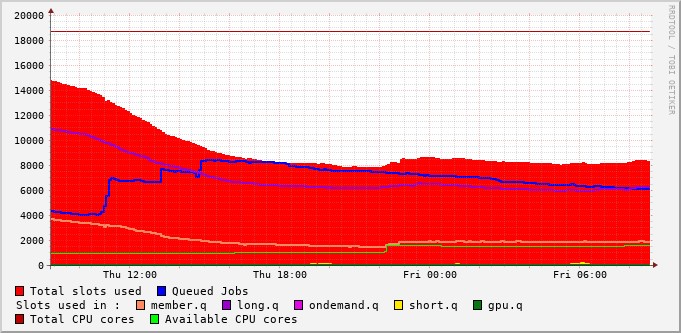 20000
18000
16000
14000
12000
10000
8000
6000
4000
2000
0
Thu 12:00 Thu 18:00 Fri 00:00 Fri 06:00
RRDTOOL / TOBI OETIKER
Total slots used Queued Jobs
Slots used in : member.q long.q ondemand.q short.q gpu.q
Total CPU cores Available CPU cores